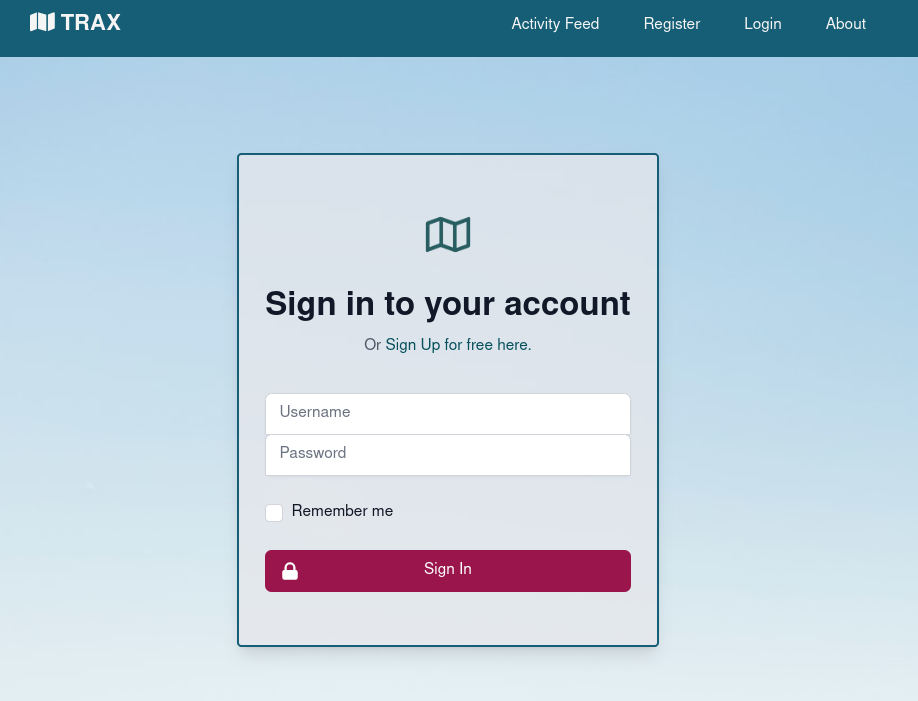 TRAX
Activity Feed
Register
Login
About
Sign in to your account
Or Sign Up for free here.
Username
Password
Remember me
Sign In